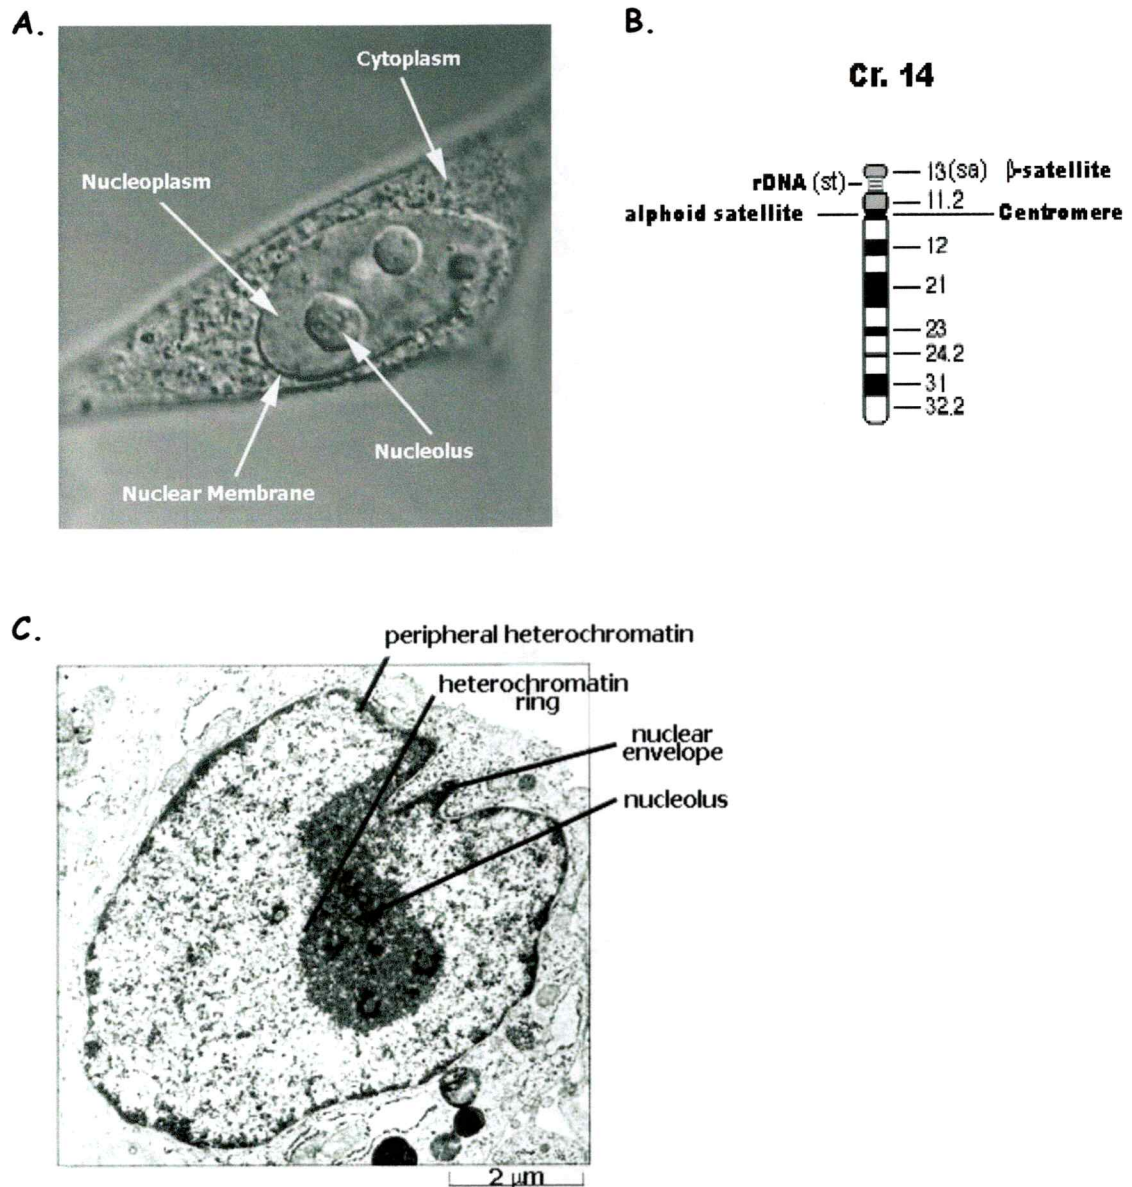 A.
Cytoplasm
Nucleoplasm
Nucleolus
Nuclear Membrane
B.
Cr. 14
13(sa) β-satellite
rDNA (st)
11.2
alphoid satellite
Centromere
12
21
23
24.2
31
32.2
C.
peripheral heterochromatin
heterochromatin
ring
nuclear
envelope
nucleolus
2 μm